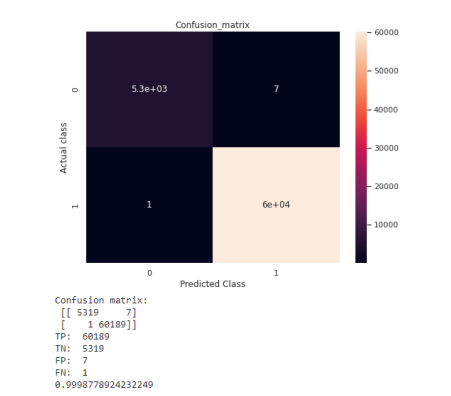 Confusion_matrix
60000
50000
40000
30000
20000
10000
Actual class
0
5.3e+03
7
1
1
6e+04
0
1
Predicted Class
Confusion matrix:
[[ 5319     7]
[    1 60189]]
TP:  60189
TN:  5319
FP:  7
FN:  1
0.9998778924232249